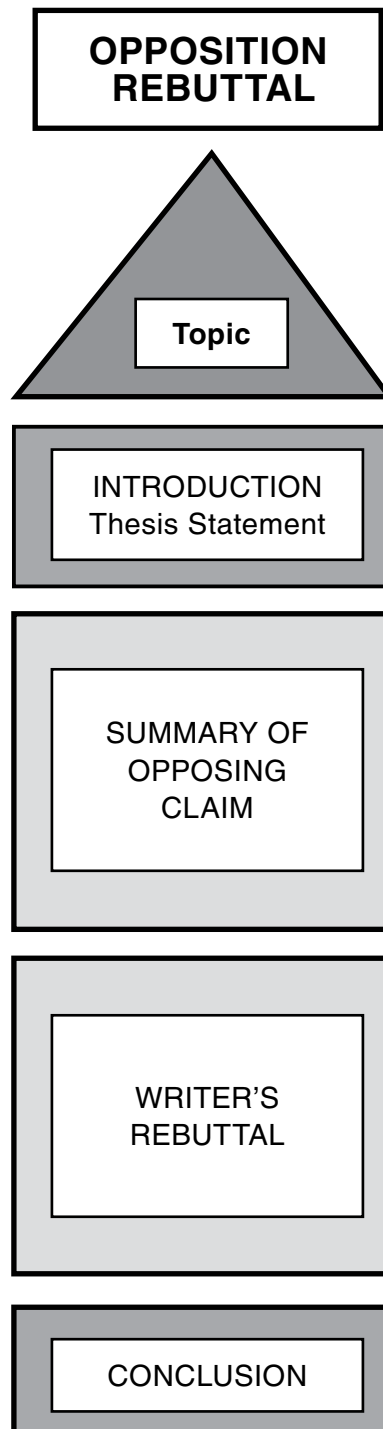 OPPOSITION
REBUTTAL
Topic
INTRODUCTION
Thesis Statement
SUMMARY OF
OPPOSING
CLAIM
WRITER'S
REBUTTAL
CONCLUSION